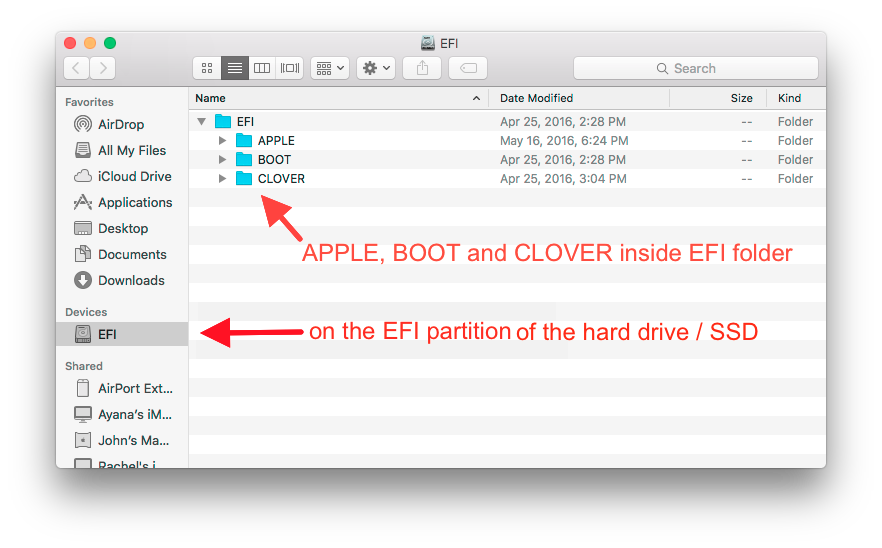 EFI
Search
Favorites
AirDrop
All My Files
iCloud Drive
Applications
Desktop
Documents
Downloads
Devices
EFI
Shared
AirPort Ext...
Ayana's iM...
John's Ma...
Rachel's i
Name Date Modified Size Kind
EFI Apr 25, 2016, 2:28 PM -- Folder
APPLE May 16, 2016, 6:24 PM -- Folder
BOOT Apr 25, 2016, 2:28 PM -- Folder
CLOVER Apr 25, 2016, 3:04 PM -- Folder
APPLE, BOOT and CLOVER inside EFI folder
on the EFI partition of the hard drive / SSD